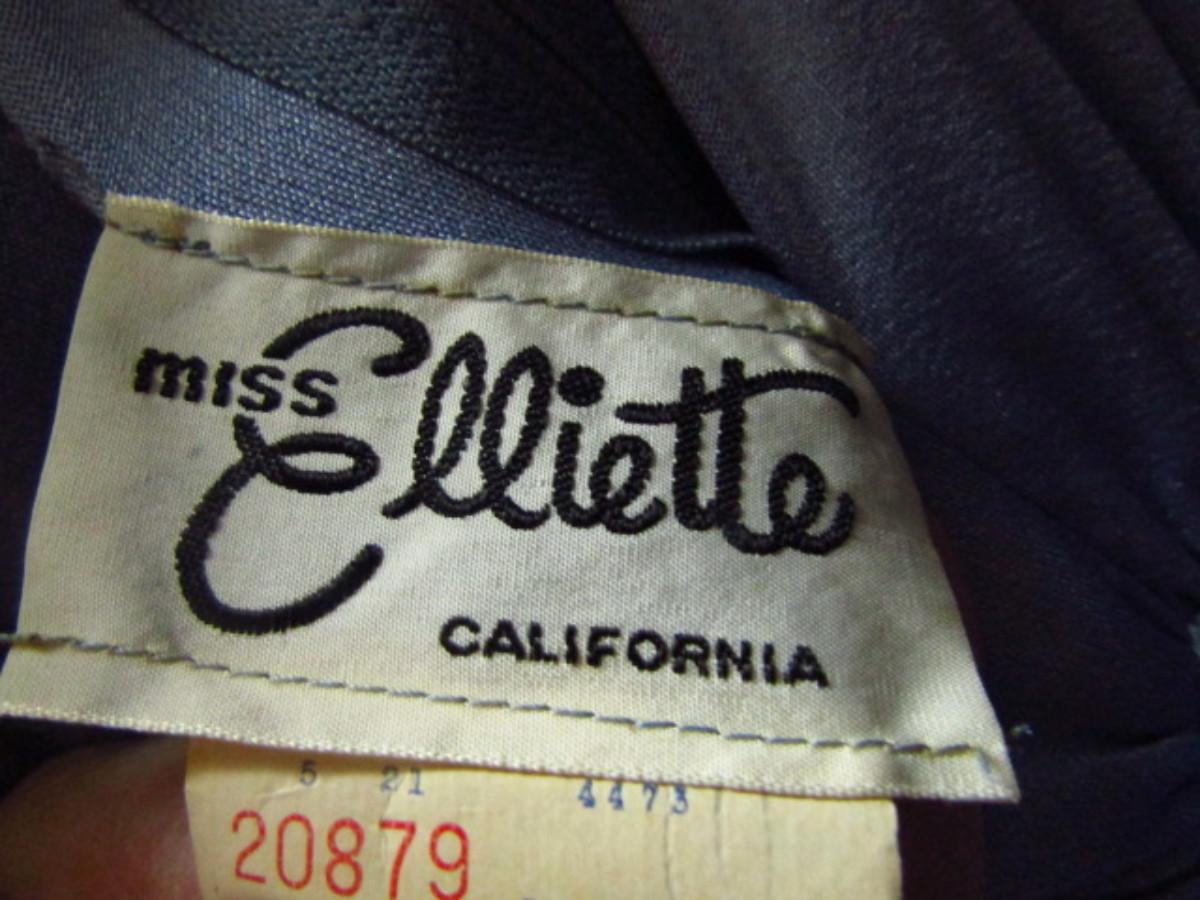 miss
Elliette
CALIFORNIA
5 21 4473
20879